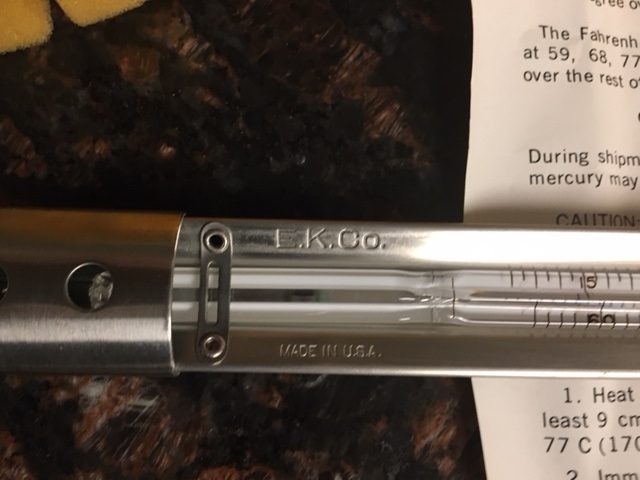 The Fahrenh
at 59, 68, 77
over the rest o
During shipm
mercury may
CAUTION:
E.K.Co.
15
60
MADE IN U.S.A.
1. Heat
least 9 cm
77 C (170
2. Imm